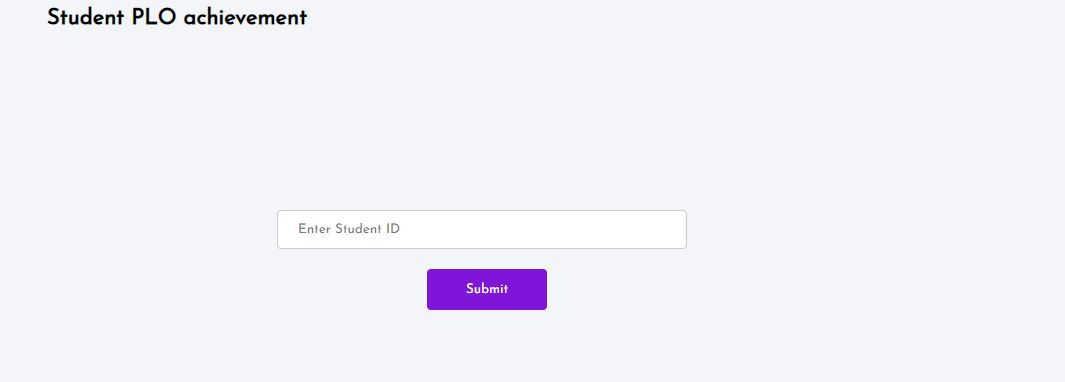 Student PLO achievement
Enter Student ID
Submit